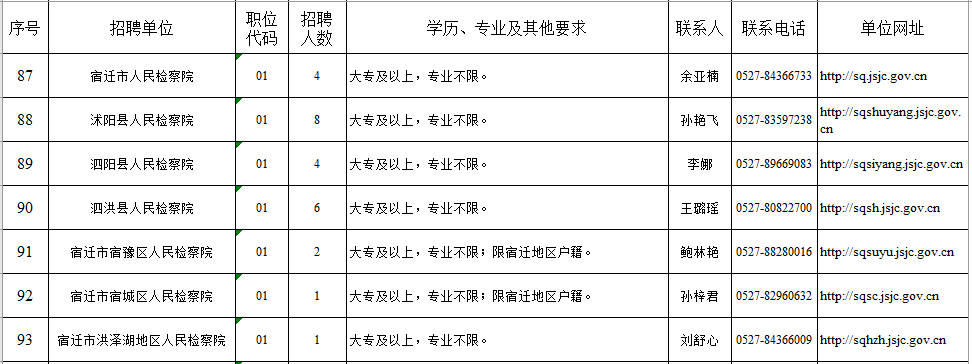 序号 招聘单位 职位代码 招聘人数 学历、专业及其他要求 联系人 联系电话 单位网址
87 宿迁市人民检察院 01 4 大专及以上，专业不限。 余亚楠 0527-84366733 http://sq.jsjc.gov.cn
88 沭阳县人民检察院 01 8 大专及以上，专业不限。 孙艳飞 0527-83597238 http://sqshuyang.jsjc.gov.cn
89 泗阳县人民检察院 01 4 大专及以上，专业不限。 李娜 0527-89669083 http://sqsiyang.jsjc.gov.cn
90 泗洪县人民检察院 01 6 大专及以上，专业不限。 王璐瑶 0527-80822700 http://sqsh.jsjc.gov.cn
91 宿迁市宿豫区人民检察院 01 2 大专及以上，专业不限；限宿迁地区户籍。 鲍林艳 0527-88280016 http://sqsuyu.jsjc.gov.cn
92 宿迁市宿城区人民检察院 01 1 大专及以上，专业不限；限宿迁地区户籍。 孙梓君 0527-82960632 http://sqsc.jsjc.gov.cn
93 宿迁市洪泽湖地区人民检察院 01 1 大专及以上，专业不限。 刘舒心 0527-84366009 http://sqhzh.jsjc.gov.cn